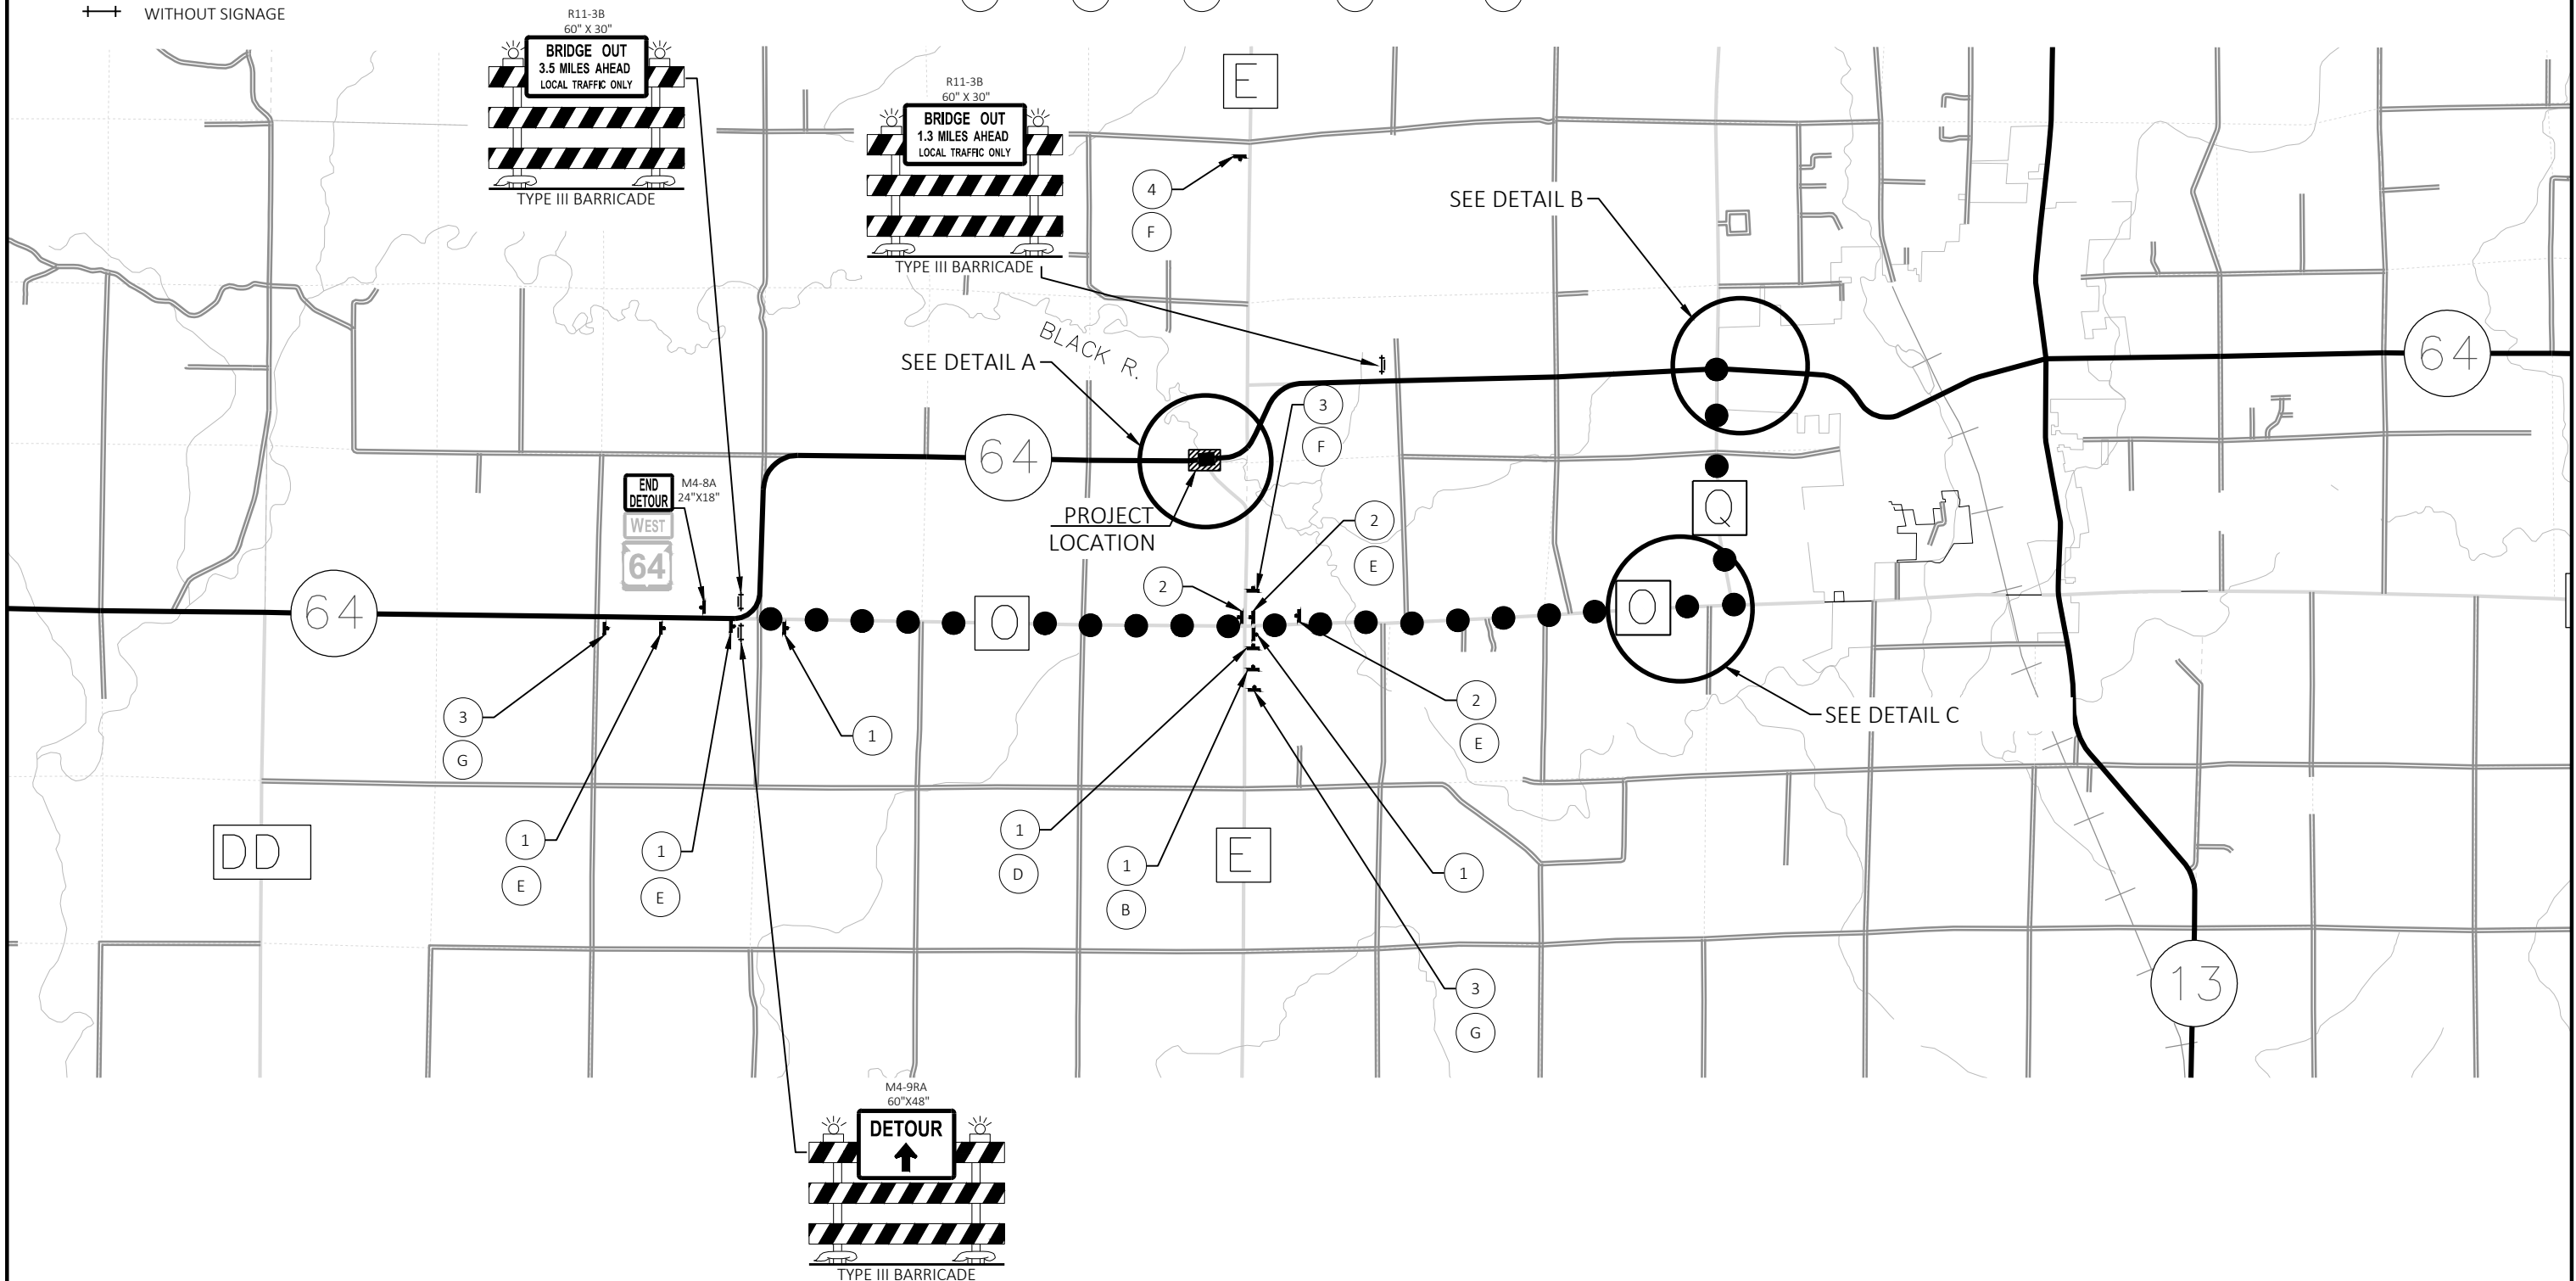 WITHOUT SIGNAGE
R11-3B
60" X 30"
BRIDGE OUT
3.5 MILES AHEAD
LOCAL TRAFFIC ONLY
TYPE III BARRICADE
R11-3B
60" X 30"
BRIDGE OUT
1.3 MILES AHEAD
LOCAL TRAFFIC ONLY
TYPE III BARRICADE
E
4
F
SEE DETAIL B
BLACK R.
SEE DETAIL A
64
3
F
64
END
DETOUR
M4-8A
24"X18"
WEST
64
PROJECT
LOCATION
Q
2
E
2
64
O
O
3
G
1
2
E
SEE DETAIL C
DD
1
E
1
E
1
D
1
B
E
1
3
G
13
M4-9RA
60"X48"
DETOUR
TYPE III BARRICADE